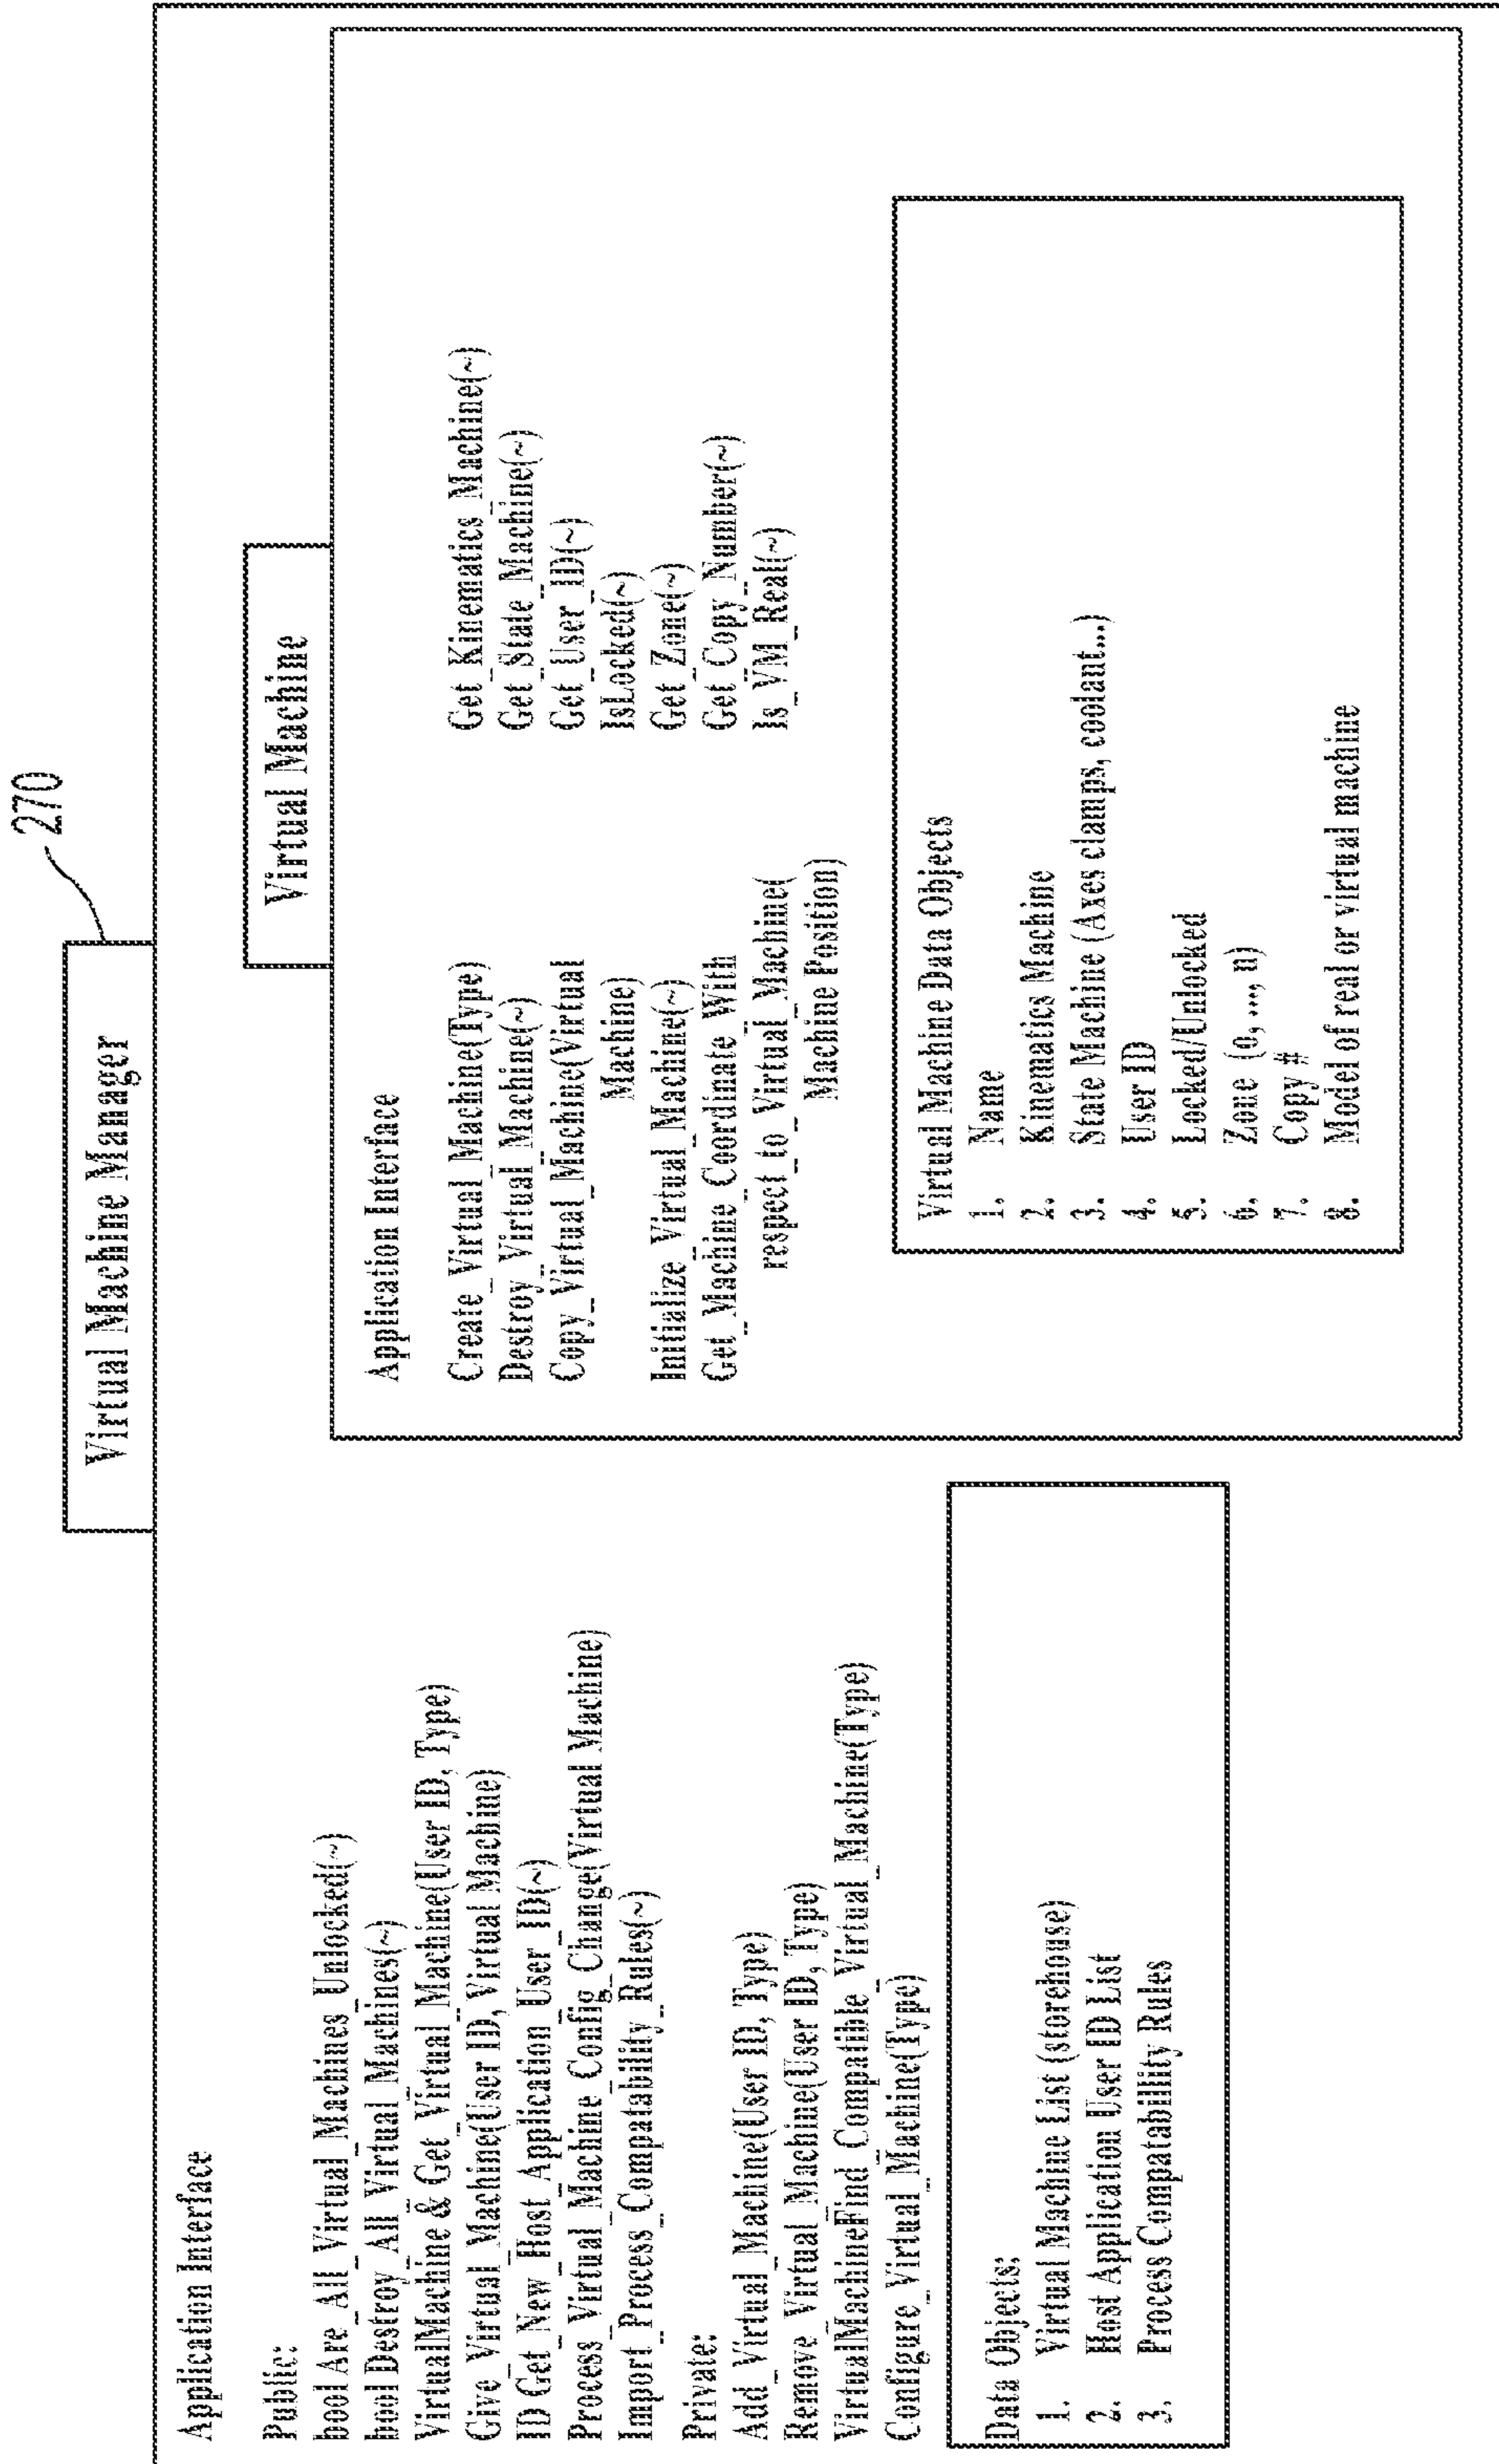 270
Virtual Machine Manager
Application Interface
Public:
bool Are_All_Virtual_Machines_Unlocked(~)
bool Destroy_All_Virtual_Machines(~)
VirtualMachine & Get_Virtual_Machine(User ID, Type)
Give_Virtual_Machine(User ID, Virtual Machine)
ID Get_New_Host_Application_User_ID(~)
Process_Virtual_Machine_Config_Change(Virtual Machine)
Import_Process_Compatability_Rules(~)
Private:
Add_Virtual_Machine(User ID, Type)
Remove_Virtual_Machine(User ID, Type)
VirtualMachineFind_Compatible_Virtual_Machine(Type)
Configure_Virtual_Machine(Type)
Data Objects:
1. Virtual Machine List (storehouse)
2. Host Application User ID List
3. Process Compatabillity Rules
Virtual Machine
Application Interface
Create_Virtual_Machine(Type)
Destroy_Virtual_Machine(~)
Copy_Virtual_Machine(Virtual
Machine)
Initialize_Virtual_Machine(~)
Get_Machine_Coordinate_With_
respect_to_Virtual_Machine(
Machine Position)
Get_Kinematics_Machine(~)
Get_State_Machine(~)
Get_User_ID(~)
IsLocked(~)
Get_Zone(~)
Get_Copy_Number(~)
Is_VM_Real(~)
Virtual Machine Data Objects
1. Name
2. Kinematics Machine
3. State Machine (Axes clamps, coolant...)
4. User ID
5. Locked/Unlocked
6. Zone (o, ..., n)
7. Copy #
8. Model of real or virtual machine